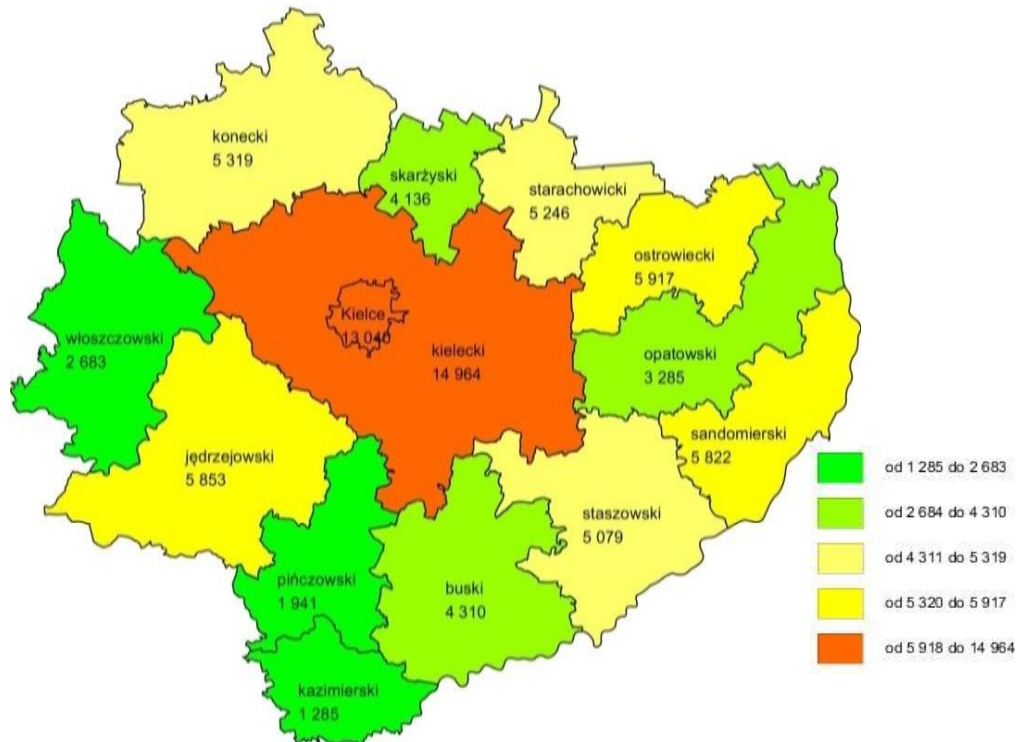 konecki
5 319
skarżyski
4 136
starachowicki
5 246
ostrowiecki
5 917
Kielce
13 040
włoszczowski
2 683
kielecki
14 964
opatowski
3 285
sandomierski
5 822
jędrzejowski
5 853
staszowski
5 079
pińczowski
1 941
buski
4 310
kazimierski
1 285
od 1 285 do 2 683
od 2 684 do 4 310
od 4 311 do 5 319
od 5 320 do 5 917
od 5 918 do 14 964